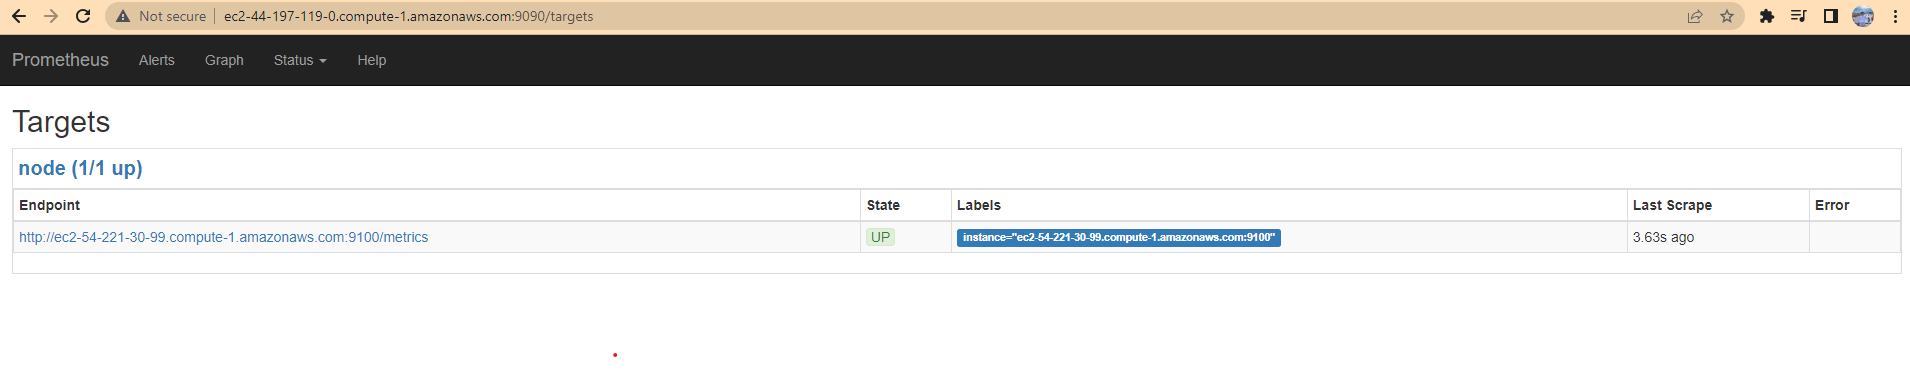 Not secure | ec2-44-197-119-0.compute-1.amazonaws.com:9090/targets
Prometheus Alerts Graph Status Help
Targets
node (1/1 up)
Endpoint State Labels Last Scrape Error
http://ec2-54-221-30-99.compute-1.amazonaws.com:9100/metrics UP instance="ec2-54-221-30-99.compute-1.amazonaws.com:9100" 3.63s ago